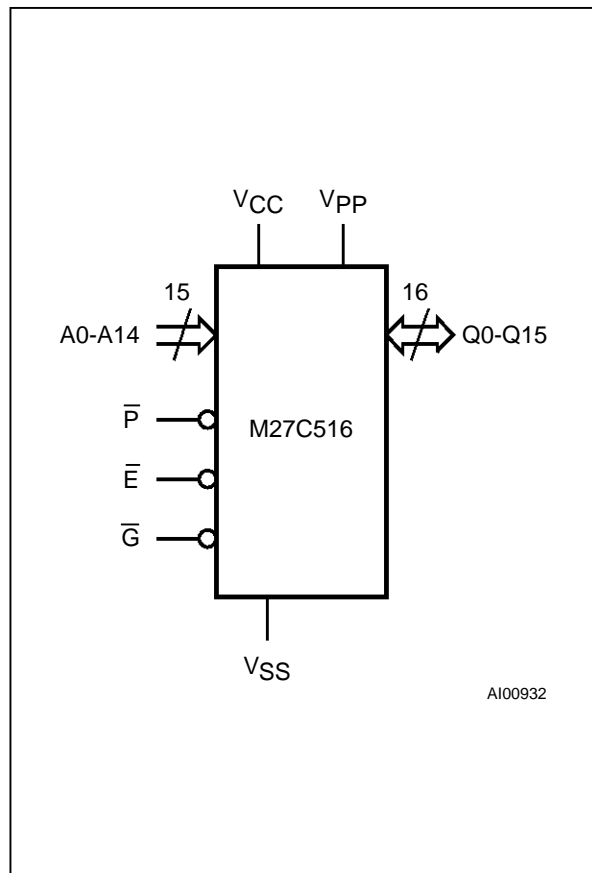 VCC VPP
15 16
A0-A14 Q0-Q15
P̅
M27C516
E̅
G̅
VSS
AI00932